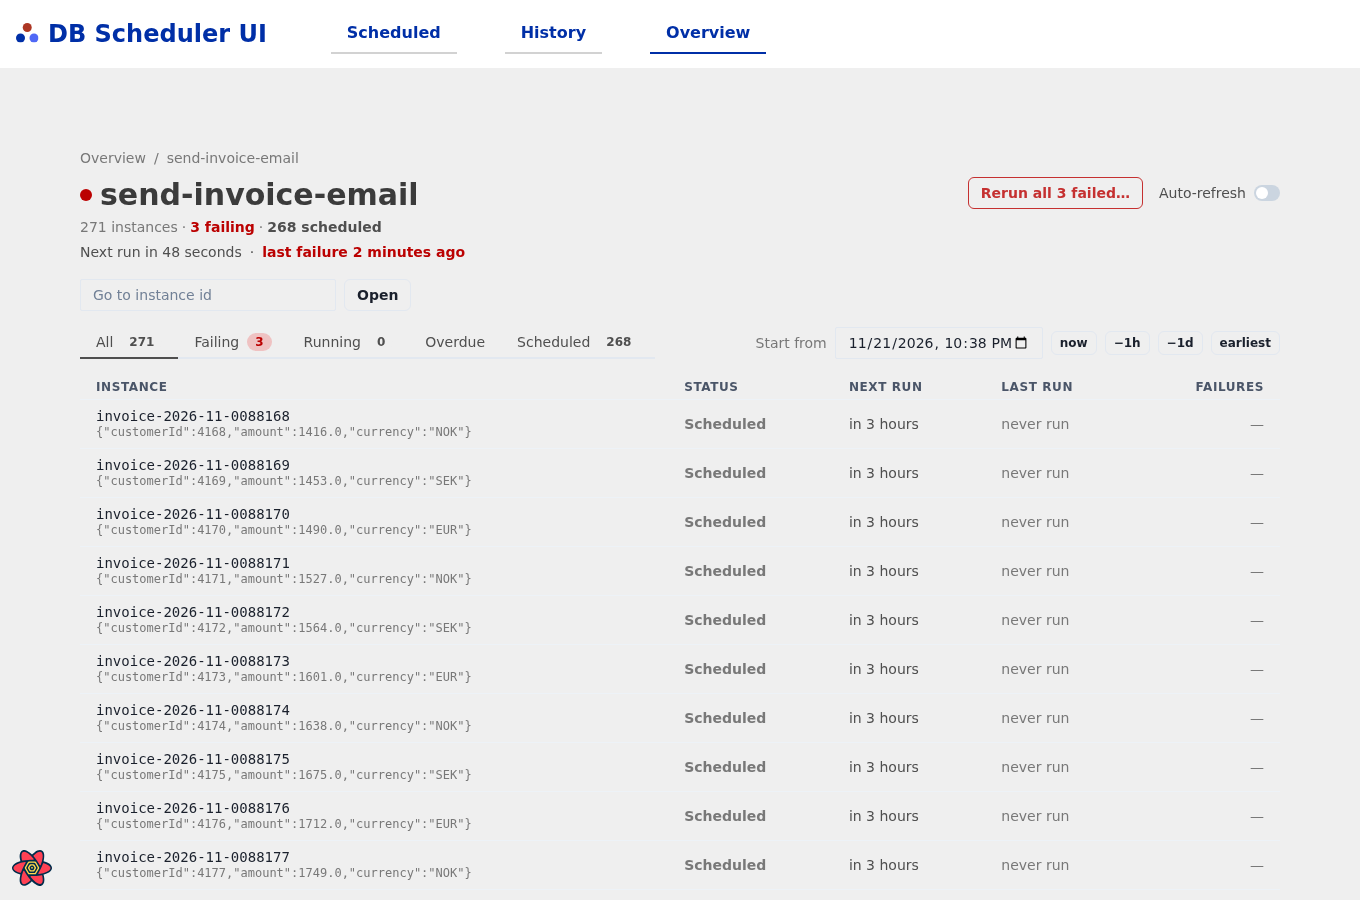 DB Scheduler UI
Scheduled
History
Overview
Overview / send-invoice-email
send-invoice-email
Rerun all 3 failed…
Auto-refresh
271 instances · 3 failing · 268 scheduled
Next run in 48 seconds · last failure 2 minutes ago
Go to instance id
Open
All 271
Failing 3
Running 0
Overdue
Scheduled 268
Start from
11/21/2026, 10:38 PM
now
−1h
−1d
earliest
INSTANCE STATUS NEXT RUN LAST RUN FAILURES
invoice-2026-11-0088168
{"customerId":4168,"amount":1416.0,"currency":"NOK"}
Scheduled in 3 hours never run —
invoice-2026-11-0088169
{"customerId":4169,"amount":1453.0,"currency":"SEK"}
Scheduled in 3 hours never run —
invoice-2026-11-0088170
{"customerId":4170,"amount":1490.0,"currency":"EUR"}
Scheduled in 3 hours never run —
invoice-2026-11-0088171
{"customerId":4171,"amount":1527.0,"currency":"NOK"}
Scheduled in 3 hours never run —
invoice-2026-11-0088172
{"customerId":4172,"amount":1564.0,"currency":"SEK"}
Scheduled in 3 hours never run —
invoice-2026-11-0088173
{"customerId":4173,"amount":1601.0,"currency":"EUR"}
Scheduled in 3 hours never run —
invoice-2026-11-0088174
{"customerId":4174,"amount":1638.0,"currency":"NOK"}
Scheduled in 3 hours never run —
invoice-2026-11-0088175
{"customerId":4175,"amount":1675.0,"currency":"SEK"}
Scheduled in 3 hours never run —
invoice-2026-11-0088176
{"customerId":4176,"amount":1712.0,"currency":"EUR"}
Scheduled in 3 hours never run —
invoice-2026-11-0088177
{"customerId":4177,"amount":1749.0,"currency":"NOK"}
Scheduled in 3 hours never run —